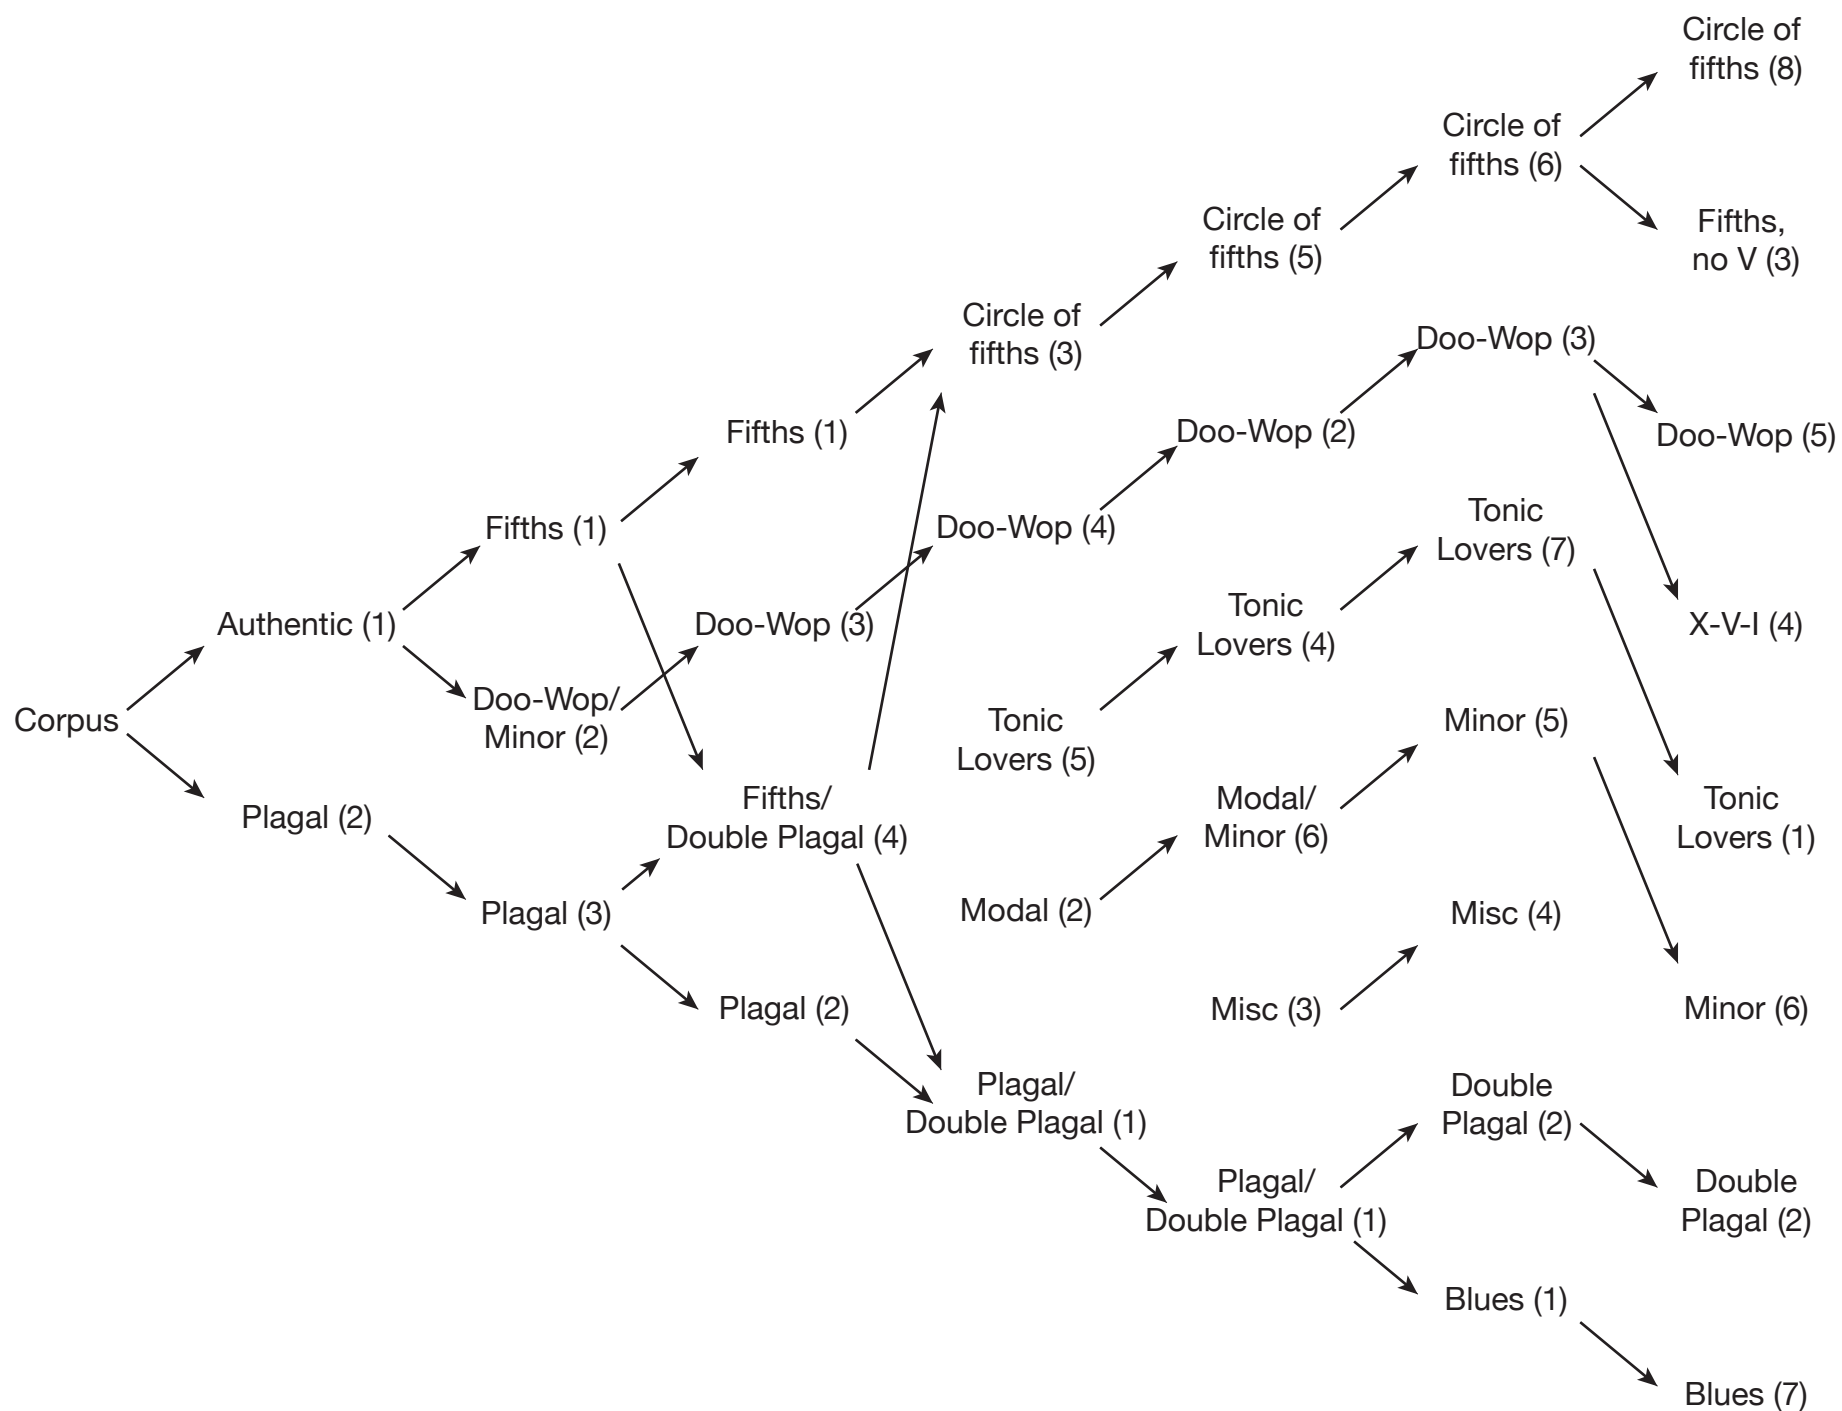 Corpus
Authentic (1)
Plagal (2)
Fifths (1)
Doo-Wop/
Minor (2)
Plagal (3)
Fifths (1)
Doo-Wop (3)
Fifths/
Double Plagal (4)
Plagal (2)
Circle of
fifths (3)
Doo-Wop (4)
Tonic
Lovers (5)
Modal (2)
Plagal/
Double Plagal (1)
Circle of
fifths (5)
Doo-Wop (2)
Tonic
Lovers (4)
Modal/
Minor (6)
Misc (3)
Plagal/
Double Plagal (1)
Circle of
fifths (6)
Doo-Wop (3)
Tonic
Lovers (7)
Minor (5)
Misc (4)
Double
Plagal (2)
Blues (1)
Circle of
fifths (8)
Fifths,
no V (3)
Doo-Wop (5)
X-V-I (4)
Tonic
Lovers (1)
Minor (6)
Double
Plagal (2)
Blues (7)